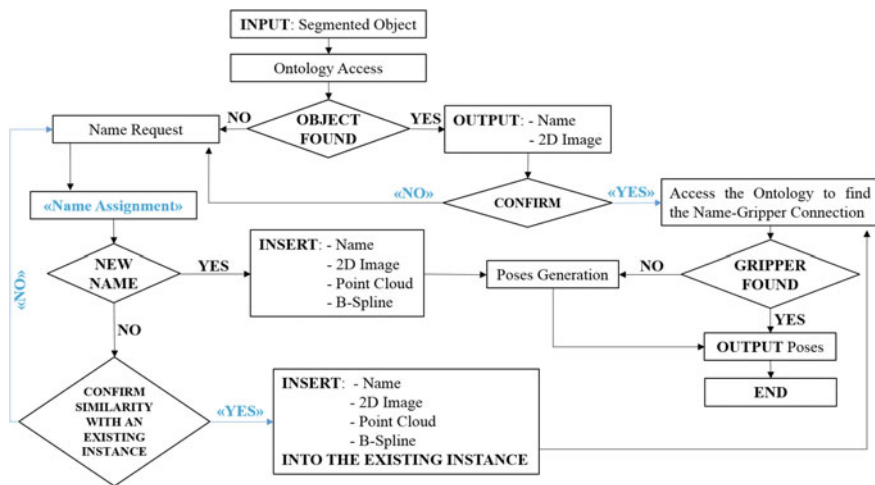 INPUT: Segmented Object
Ontology Access
OBJECT
FOUND
NO
YES
Name Request
OUTPUT: - Name
- 2D Image
CONFIRM
«NO»
«YES»
Access the Ontology to find
the Name-Gripper Connection
«Name Assignment»
«NO»
NEW
NAME
YES
NO
INSERT: - Name
- 2D Image
- Point Cloud
- B-Spline
Poses Generation
NO
GRIPPER
FOUND
YES
OUTPUT Poses
END
CONFIRM
SIMILARITY
WITH AN
EXISTING
INSTANCE
«YES»
INSERT: - Name
- 2D Image
- Point Cloud
- B-Spline
INTO THE EXISTING INSTANCE